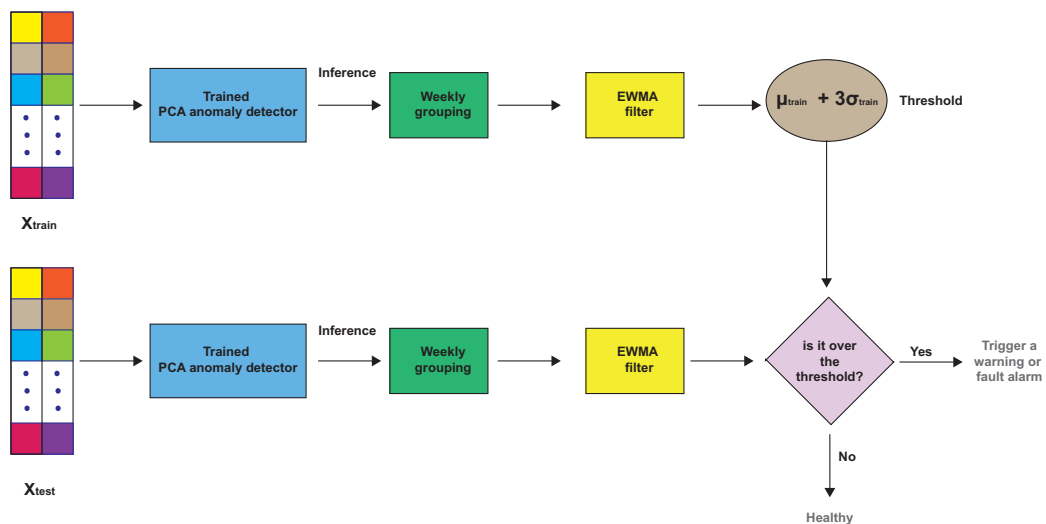 Inference
Trained
PCA anomaly detector
Weekly
grouping
EWMA
filter
μtrain + 3σtrain
Threshold
Xtrain
Inference
Trained
PCA anomaly detector
Weekly
grouping
EWMA
filter
is it over
the
threshold?
Yes
Trigger a
warning or
fault alarm
No
Healthy
Xtest